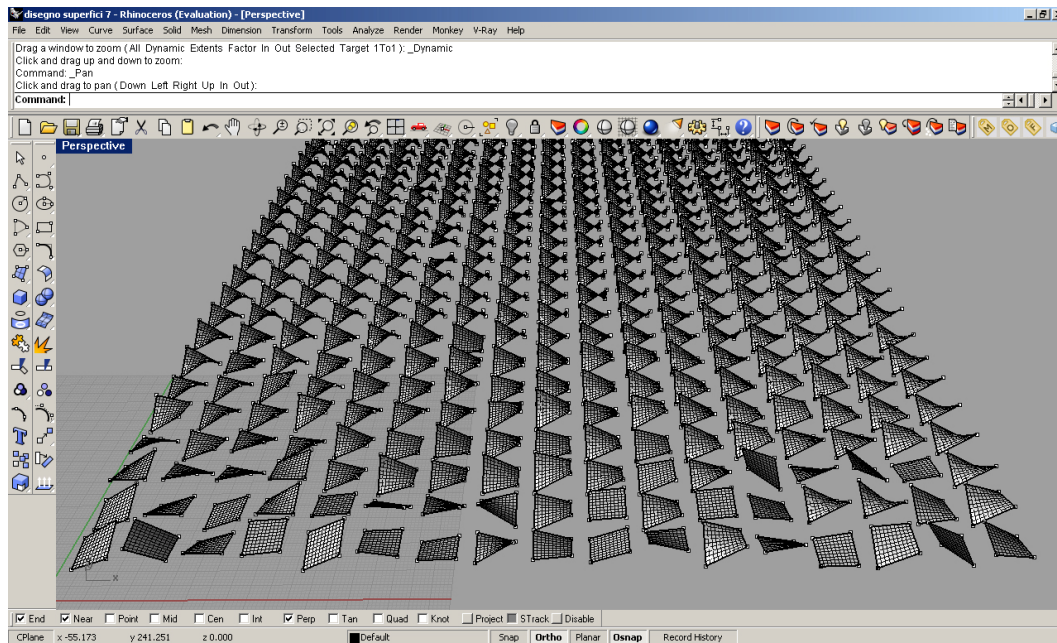 disegno superfici 7 - Rhinoceros (Evaluation) - [Perspective]
File Edit View Curve Surface Solid Mesh Dimension Transform Tools Analyze Render Monkey V-Ray Help
Drag a window to zoom ( All Dynamic Extents Factor In Out Selected Target 1To1 ): _Dynamic
Click and drag up and down to zoom:
Command: _Pan
Click and drag to pan ( Down Left Right Up In Out ):
Command:
Perspective
x
End Near Point Mid Cen Int Perp Tan Quad Knot Project STrack Disable
CPlane x -55.173 y 241.251 z 0.000 Default Snap Ortho Planar Osnap Record History